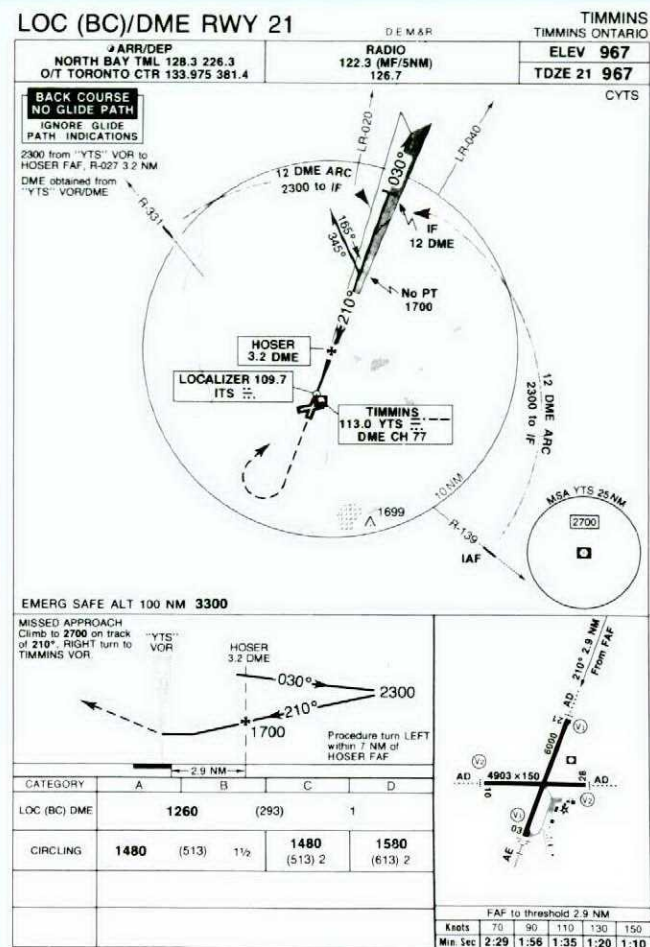 LOC (BC)/DME RWY 21
D E M & R
TIMMINS
TIMMINS ONTARIO
ARR/DEP
NORTH BAY TML 128.3 226.3
O/T TORONTO CTR 133.975 381.4
RADIO
122.3 (MF/5NM)
126.7
ELEV 967
TDZE 21 967
CYTS
BACK COURSE
NO GLIDE PATH
IGNORE GLIDE
PATH INDICATIONS
2300 from "YTS" VOR to
HOSER FAF, R-027 3.2 NM
DME obtained from
"YTS" VOR/DME
R-331
12 DME ARC
2300 to IF
LR-020
LR-040
030°
IF
12 DME
165°
345°
No PT
1700
210°
HOSER
3.2 DME
LOCALIZER 109.7
ITS
TIMMINS
113.0 YTS
DME CH 77
12 DME ARC
2300 to IF
10 NM
1699
R-139
IAF
MSA YTS 25 NM
2700
EMERG SAFE ALT 100 NM 3300
MISSED APPROACH
Climb to 2700 on track
of 210°, RIGHT turn to
TIMMINS VOR.
"YTS"
VOR
HOSER
3.2 DME
030°
2300
210°
1700
Procedure turn LEFT
within 7 NM of
HOSER FAF
2.9 NM
CATEGORY A B C D
LOC (BC) DME 1260 (293) 1
CIRCLING 1480 (513) 1½ 1480 (513) 2 1580 (613) 2
210° 2.9 NM
From FAF
AD
21
V1
6000
V2
AD 4903 x 150 AD
10
28
V2
V1
03
AE
FAF to threshold 2.9 NM
Knots 70 90 110 130 150
Min. Sec 2:29 1:56 1:35 1:20 1:10